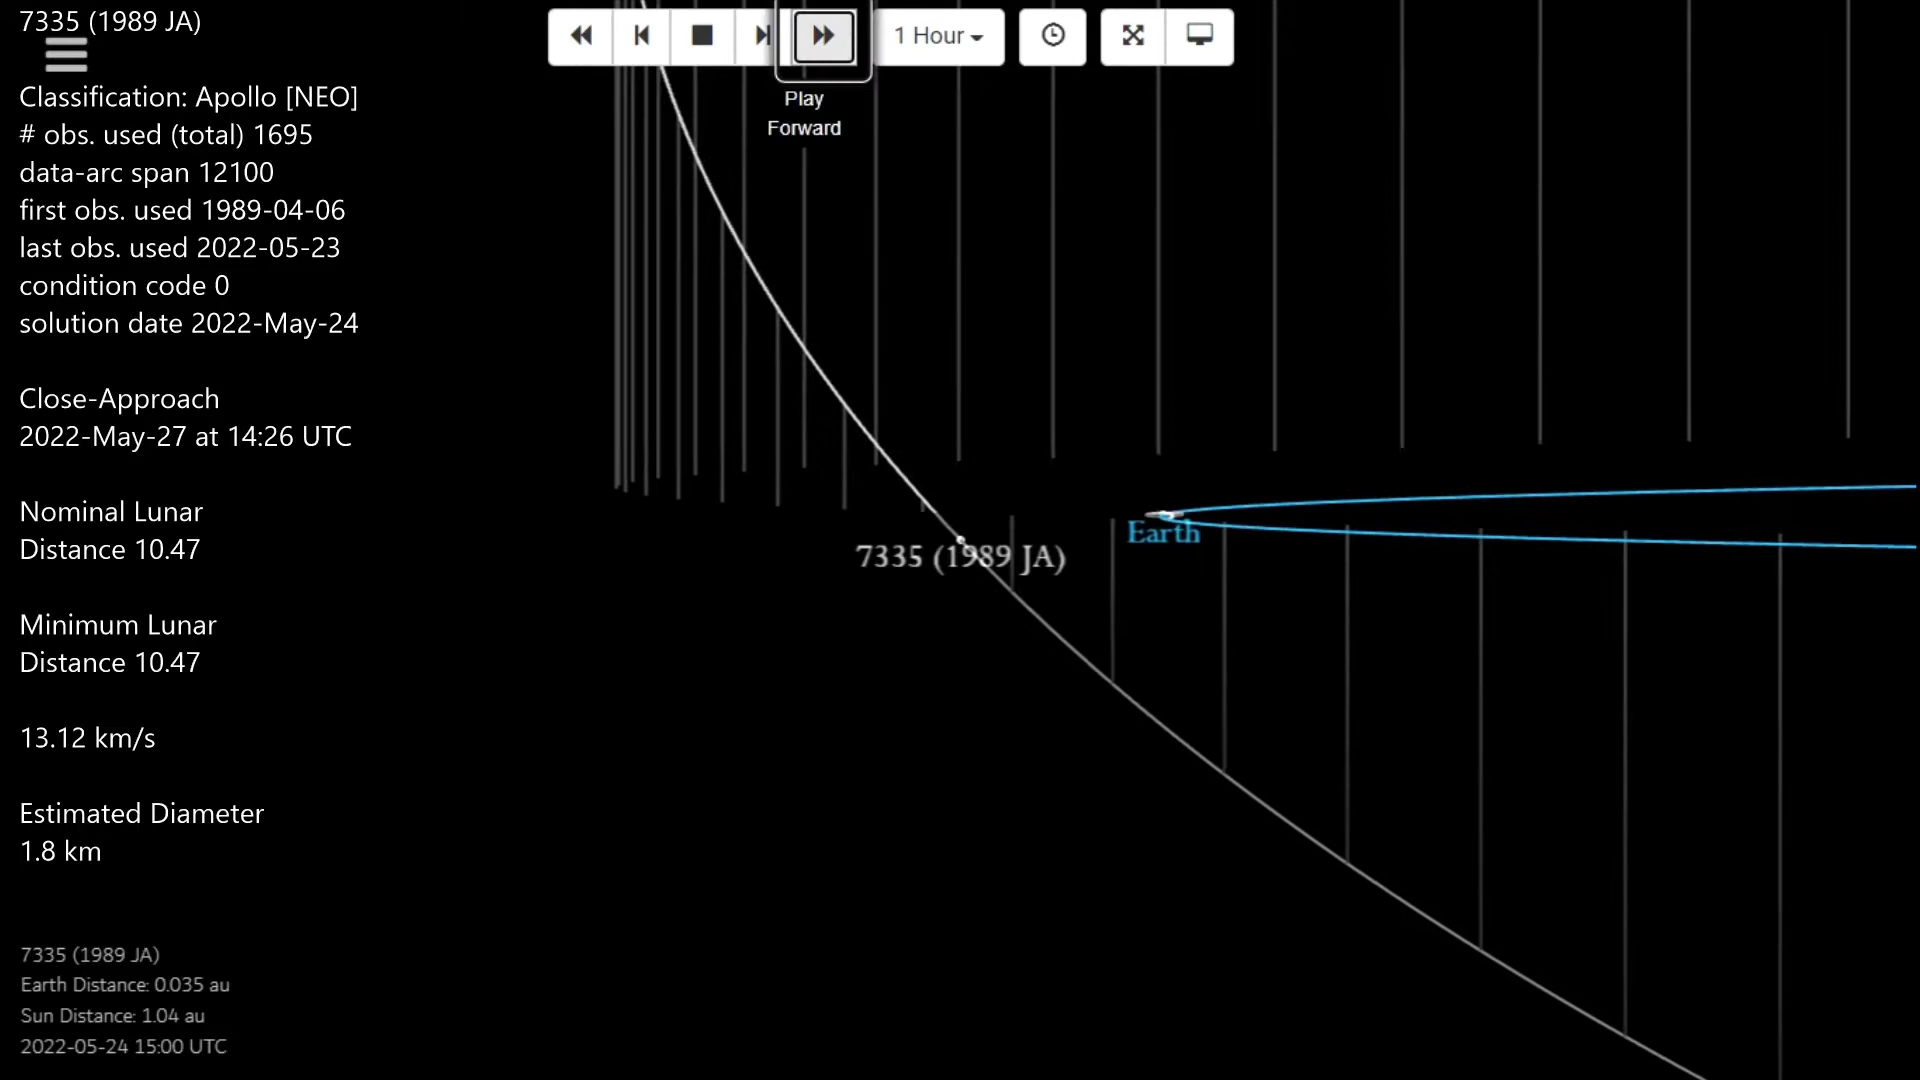 7335 (1989 JA)
Classification: Apollo [NEO]
# obs. used (total) 1695
data-arc span 12100
first obs. used 1989-04-06
last obs. used 2022-05-23
condition code 0
solution date 2022-May-24
Close-Approach
2022-May-27 at 14:26 UTC
Nominal Lunar
Distance 10.47
Minimum Lunar
Distance 10.47
13.12 km/s
Estimated Diameter
1.8 km
7335 (1989 JA)
Earth Distance: 0.035 au
Sun Distance: 1.04 au
2022-05-24 15:00 UTC
1 Hour
Play
Forward
Earth
7335 (1989 JA)